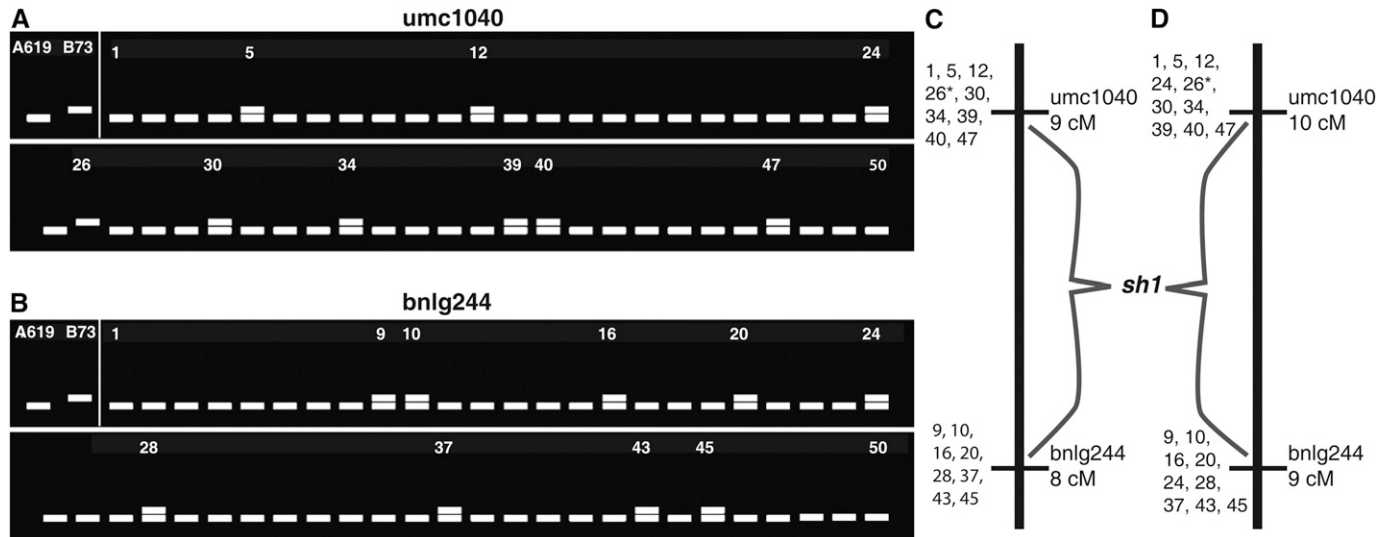 A
umc1040
A619 B73 1 5 12 24
26 30 34 39 40 47 50
B
bnlg244
A619 B73 1 9 10 16 20 24
28 37 43 45 50
C
1, 5, 12,
26*, 30,
34, 39,
40, 47
umc1040
9 cM
9, 10,
16, 20,
28, 37,
43, 45
bnlg244
8 cM
sh1
D
1, 5, 12,
24, 26*,
30, 34,
39, 40, 47
umc1040
10 cM
9, 10,
16, 20,
24, 28,
37, 43, 45
bnlg244
9 cM